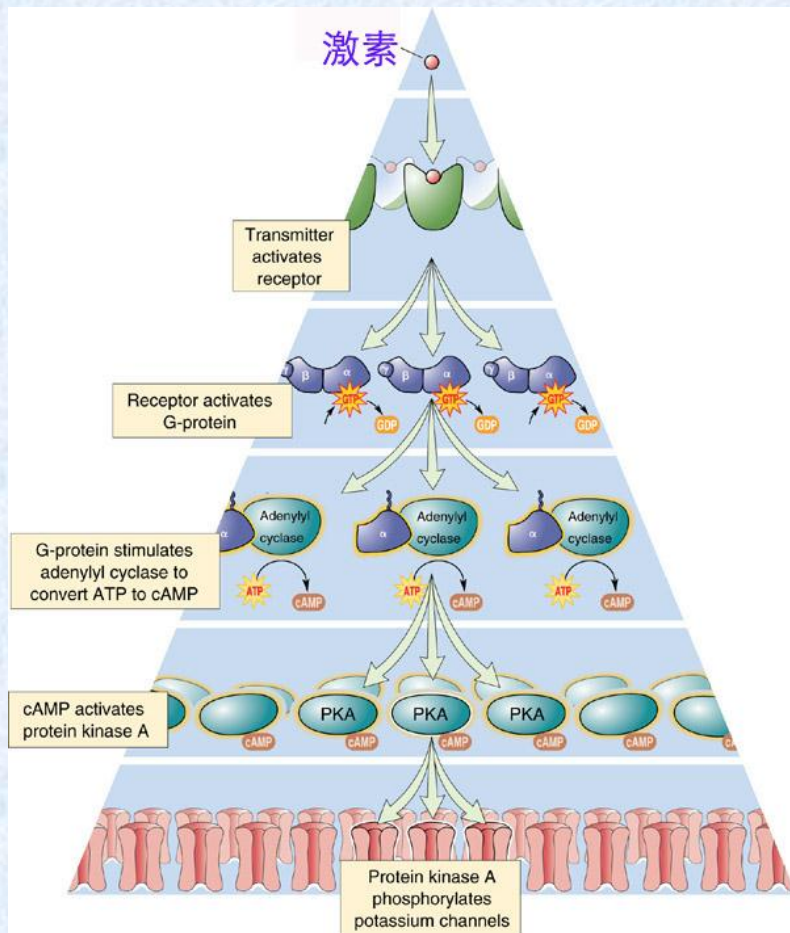 激素
Transmitter
activates
receptor
γ β α γ β α γ β α
GTP GTP GTP
GDP GDP GDP
Receptor activates
G-protein
α Adenylyl cyclase
α Adenylyl cyclase
α Adenylyl cyclase
G-protein stimulates
adenylyl cyclase to
convert ATP to cAMP
ATP cAMP ATP cAMP ATP cAMP
cAMP activates
protein kinase A
PKA PKA PKA
cAMP cAMP cAMP cAMP cAMP
Protein kinase A
phosphorylates
potassium channels